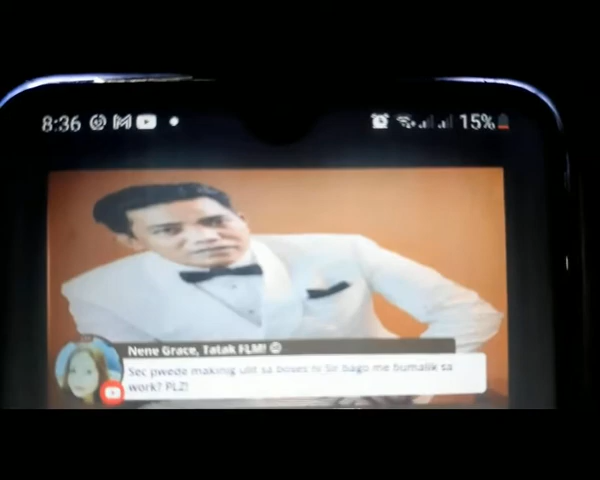 8:36
15%
Nene Grace, Tatak FLM!
Sec pwede makinig ulit sa boses ni Sir bago me bumalik sa
work? PLZ!